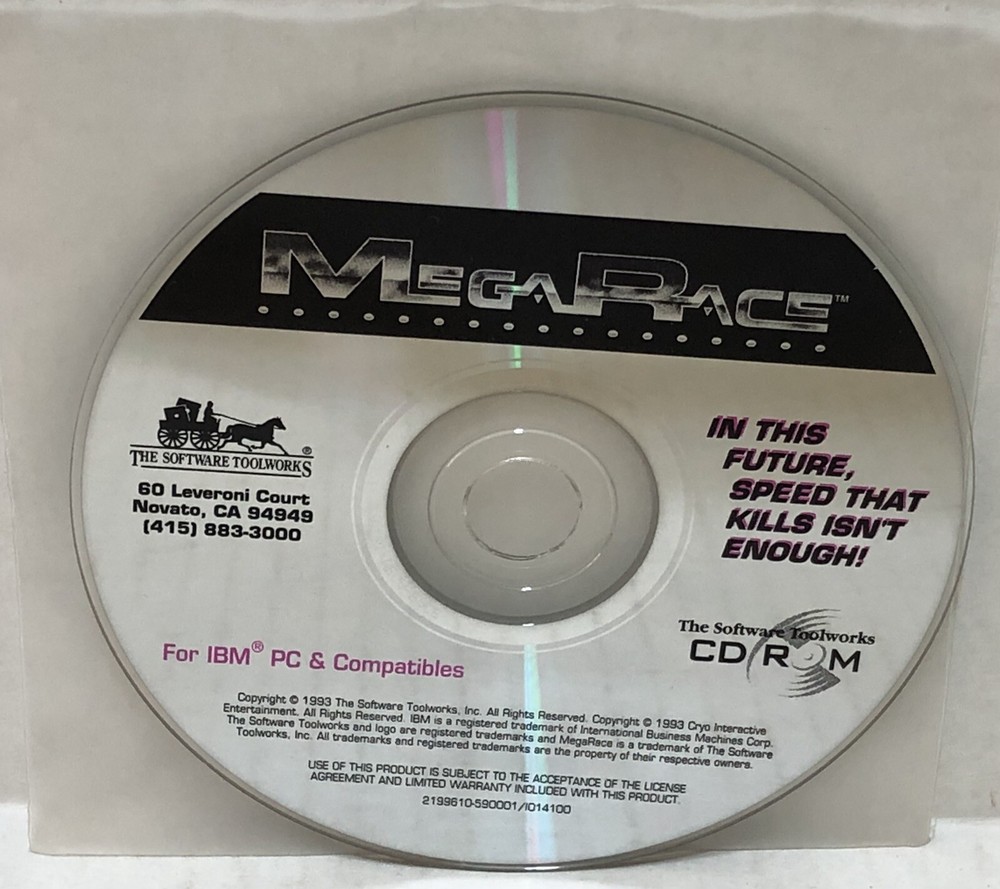 MEGARACE™
THE SOFTWARE TOOLWORKS®
60 Leveroni Court
Novato, CA 94949
(415) 883-3000
IN THIS
FUTURE,
SPEED THAT
KILLS ISN'T
ENOUGH!
The Software Toolworks
CD ROM
For IBM® PC & Compatibles
Copyright © 1993 The Software Toolworks, Inc. All Rights Reserved. Copyright © 1993 Cryo Interactive
Entertainment. All Rights Reserved. IBM is a registered trademark of International Business Machines Corp.
The Software Toolworks and logo are registered trademarks and MegaRace is a trademark of The Software
Toolworks, Inc. All trademarks and registered trademarks are the property of their respective owners.
USE OF THIS PRODUCT IS SUBJECT TO THE ACCEPTANCE OF THE LICENSE
AGREEMENT AND LIMITED WARRANTY INCLUDED WITH THIS PRODUCT.
2199610-590001/I014100